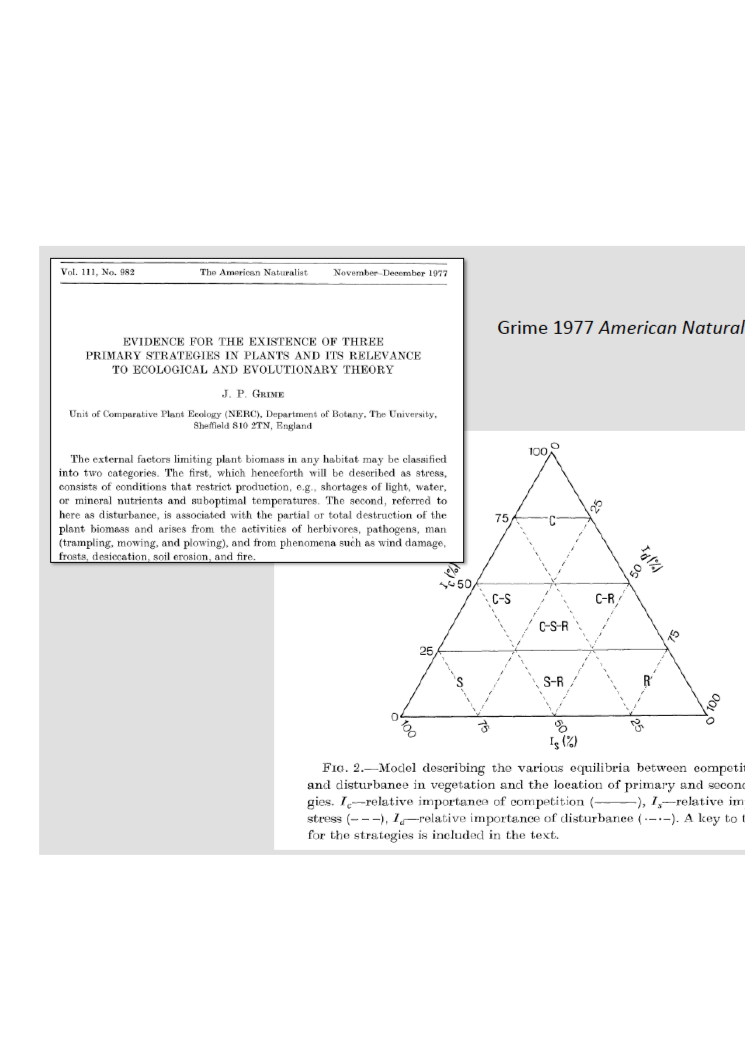 Vol. 111, No. 982 The American Naturalist November–December 1977
EVIDENCE FOR THE EXISTENCE OF THREE
PRIMARY STRATEGIES IN PLANTS AND ITS RELEVANCE
TO ECOLOGICAL AND EVOLUTIONARY THEORY
J. P. GRIME
Unit of Comparative Plant Ecology (NERC), Department of Botany, The University,
Sheffield S10 2TN, England
The external factors limiting plant biomass in any habitat may be classified
into two categories. The first, which henceforth will be described as stress,
consists of conditions that restrict production, e.g., shortages of light, water,
or mineral nutrients and suboptimal temperatures. The second, referred to
here as disturbance, is associated with the partial or total destruction of the
plant biomass and arises from the activities of herbivores, pathogens, man
(trampling, mowing, and plowing), and from phenomena such as wind damage,
frosts, desiccation, soil erosion, and fire.
Grime 1977 American Natural
100 0
75 C 25
Ic (%) 50 50 Id (%)
C-S C-R
C-S-R
25 75
S S-R R
0 100 75 50 25 0 100
Is (%)
FIG. 2.—Model describing the various equilibria between competit
and disturbance in vegetation and the location of primary and second
gies. Ic—relative importance of competition (———), Is—relative im
stress (– – –), Id—relative importance of disturbance (·–·–). A key to t
for the strategies is included in the text.